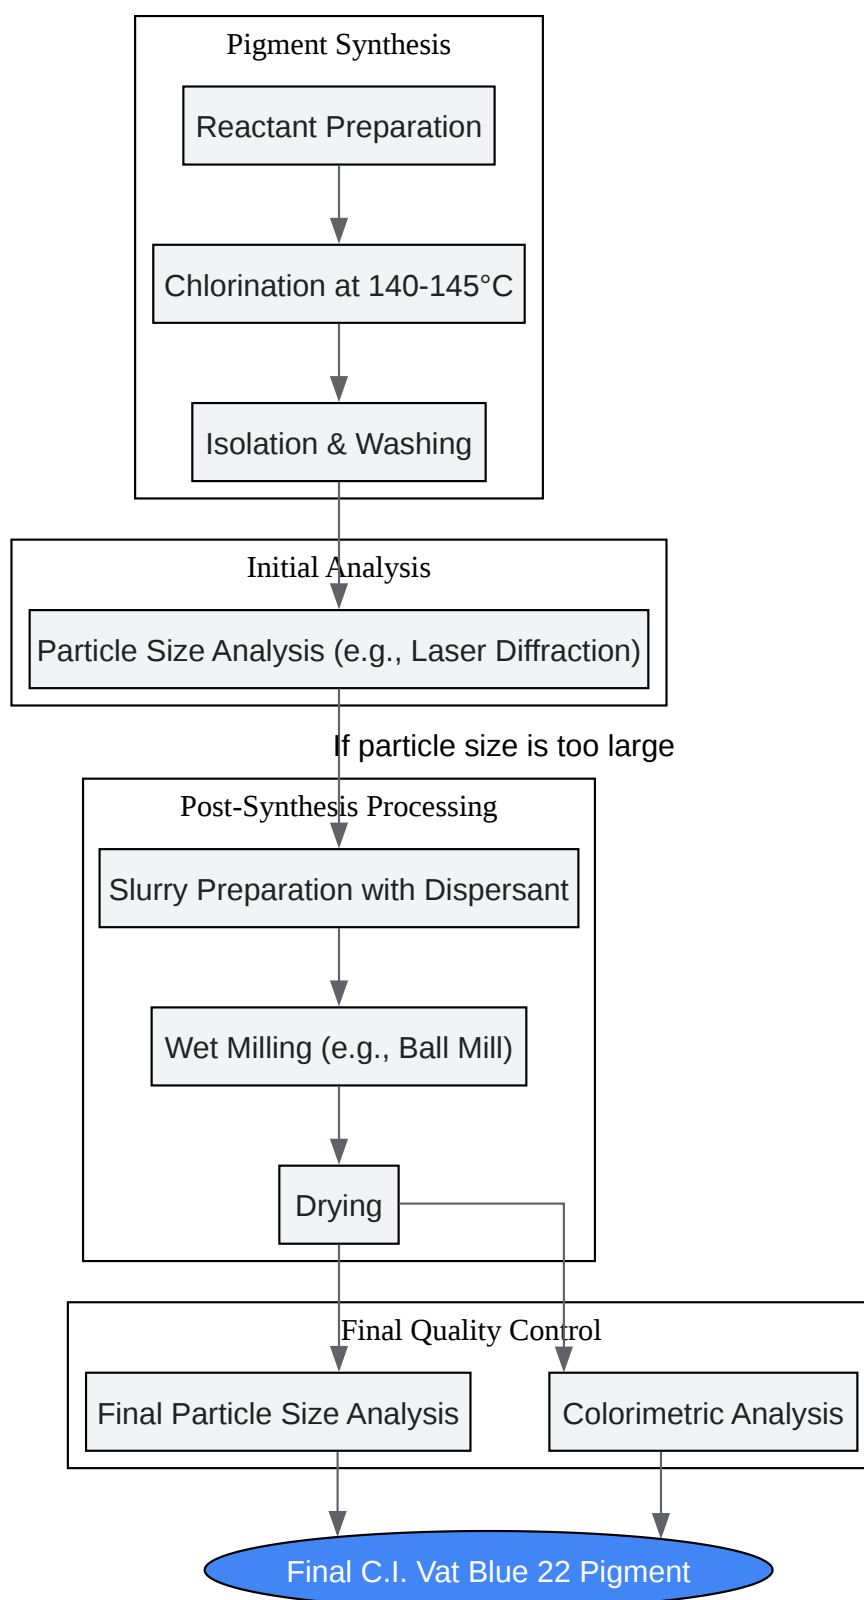 Pigment Synthesis
Reactant Preparation
Chlorination at 140-145°C
Isolation & Washing
Initial Analysis
Particle Size Analysis (e.g., Laser Diffraction)
If particle size is too large
Post-Synthesis Processing
Slurry Preparation with Dispersant
Wet Milling (e.g., Ball Mill)
Drying
Final Quality Control
Final Particle Size Analysis
Colorimetric Analysis
Final C.I. Vat Blue 22 Pigment